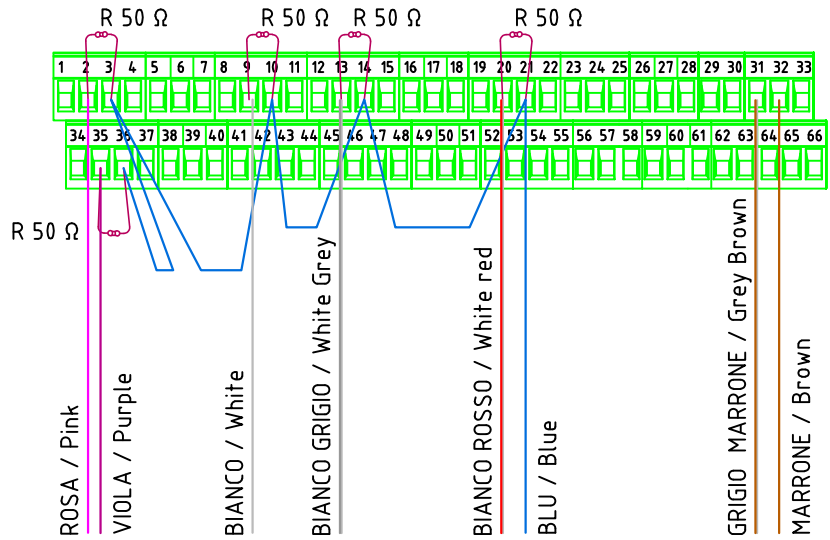 R 50 Ω R 50 Ω R 50 Ω R 50 Ω
1 2 3 4 5 6 7 8 9 10 11 12 13 14 15 16 17 18 19 20 21 22 23 24 25 26 27 28 29 30 31 32 33
34 35 36 37 38 39 40 41 42 43 44 45 46 47 48 49 50 51 52 53 54 55 56 57 58 59 60 61 62 63 64 65 66
R 50 Ω
ROSA / Pink
VIOLA / Purple
BIANCO / White
BIANCO GRIGIO / White Grey
BIANCO ROSSO / White red
BLU / Blue
GRIGIO MARRONE / Grey Brown
MARRONE / Brown